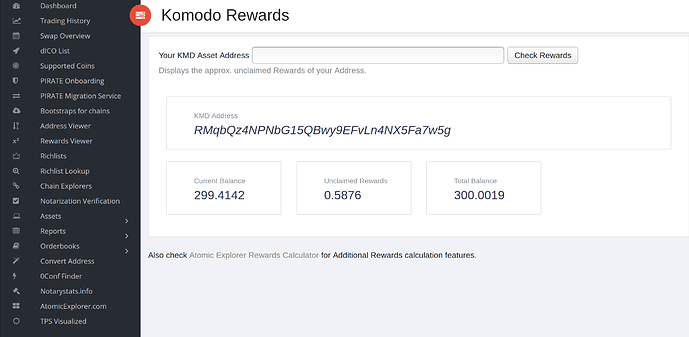 Dashboard
Trading History
Swap Overview
dICO List
Supported Coins
PIRATE Onboarding
PIRATE Migration Service
Bootstraps for chains
Address Viewer
Rewards Viewer
Richlists
Richlist Lookup
Chain Explorers
Notarization Verification
Assets
Reports
Orderbooks
Convert Address
0Conf Finder
Notarystats.info
AtomicExplorer.com
TPS Visualized
Komodo Rewards
Your KMD Asset Address Check Rewards
Displays the approx. unclaimed Rewards of your Address.
KMD Address
RMqbQz4NPNbG15QBwy9EFvLn4NX5Fa7w5g
Current Balance Unclaimed Rewards Total Balance
299.4142 0.5876 300.0019
Also check Atomic Explorer Rewards Calculator for Additional Rewards calculation features.